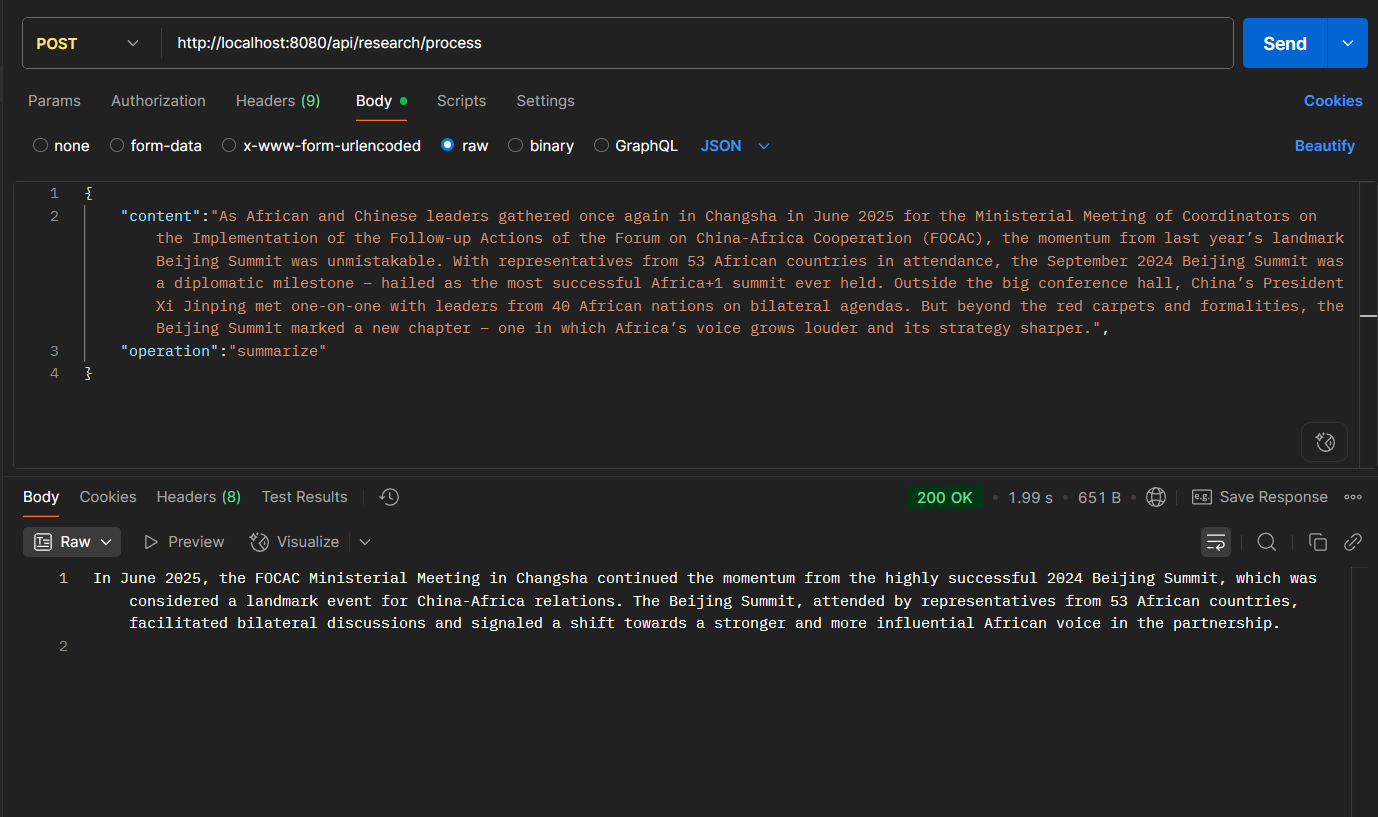 POST http://localhost:8080/api/research/process Send
Params Authorization Headers (9) Body Scripts Settings Cookies
none form-data x-www-form-urlencoded raw binary GraphQL JSON Beautify
1 {
2 "content":"As African and Chinese leaders gathered once again in Changsha in June 2025 for the Ministerial Meeting of Coordinators on
the Implementation of the Follow-up Actions of the Forum on China-Africa Cooperation (FOCAC), the momentum from last year’s landmark
Beijing Summit was unmistakable. With representatives from 53 African countries in attendance, the September 2024 Beijing Summit was
a diplomatic milestone – hailed as the most successful Africa+1 summit ever held. Outside the big conference hall, China’s President
Xi Jinping met one-on-one with leaders from 40 African nations on bilateral agendas. But beyond the red carpets and formalities, the
Beijing Summit marked a new chapter – one in which Africa’s voice grows louder and its strategy sharper.",
3 "operation":"summarize"
4 }
Body Cookies Headers (8) Test Results 200 OK • 1.99 s • 651 B • e.g. Save Response
Raw Preview Visualize
1 In June 2025, the FOCAC Ministerial Meeting in Changsha continued the momentum from the highly successful 2024 Beijing Summit, which was
considered a landmark event for China-Africa relations. The Beijing Summit, attended by representatives from 53 African countries,
facilitated bilateral discussions and signaled a shift towards a stronger and more influential African voice in the partnership.
2